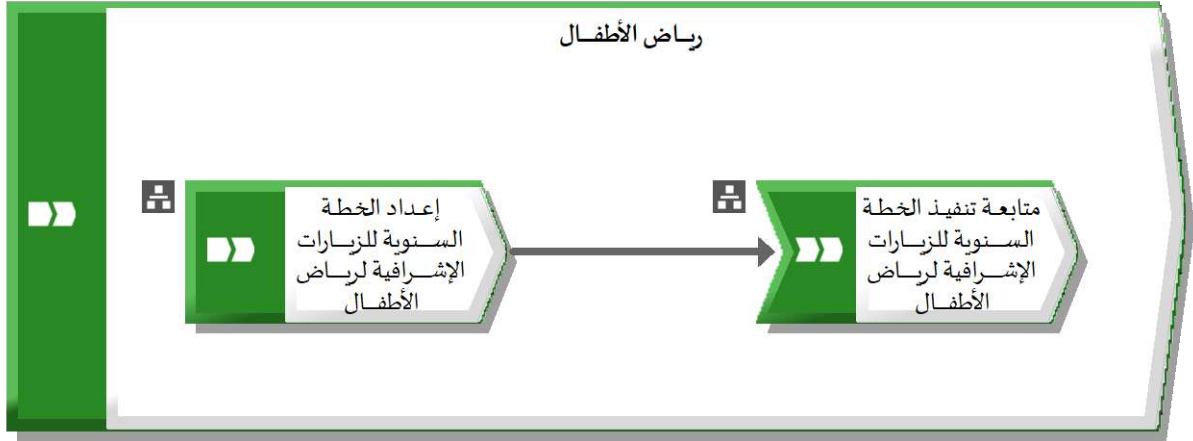 رياض الأطفال
إعداد الخطة
السنوية للزيارات
الإشرافية لرياض
الأطفال
متابعة تنفيذ الخطة
السنوية للزيارات
الإشرافية لرياض
الأطفال